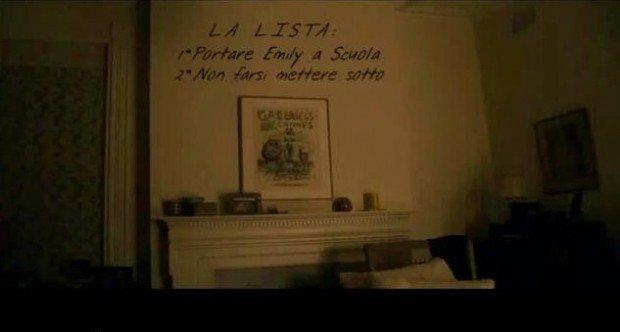 LA LISTA:
1° Portare Emily a Scuola
2° Non farsi mettere sotto